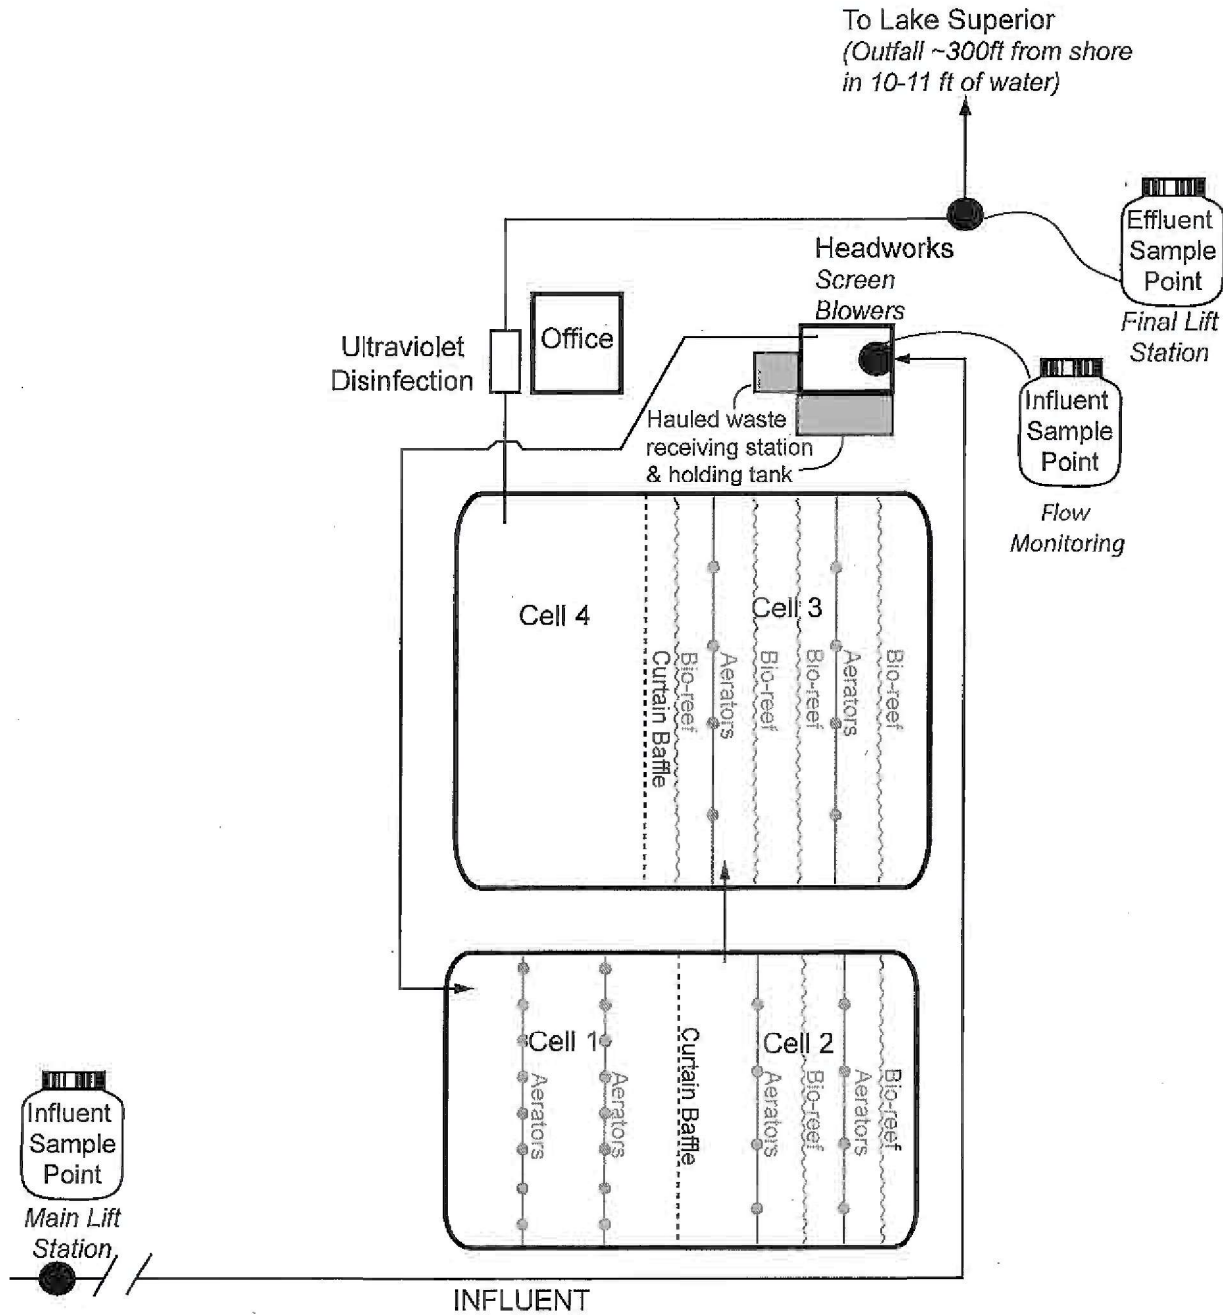 To Lake Superior
(Outfall ~300ft from shore
in 10-11 ft of water)
Effluent
Sample
Point
Final Lift
Station
Headworks
Screen
Blowers
Office
Ultraviolet
Disinfection
Hauled waste
receiving station
& holding tank
Influent
Sample
Point
Flow
Monitoring
Cell 4
Cell 3
Curtain Baffle
Bio-reef
Aerators
Bio-reef
Bio-reef
Aerators
Bio-reef
Cell 1
Aerators
Aerators
Curtain Baffle
Cell 2
Aerators
Bio-reef
Aerators
Bio-reef
Influent
Sample
Point
Main Lift
Station
INFLUENT